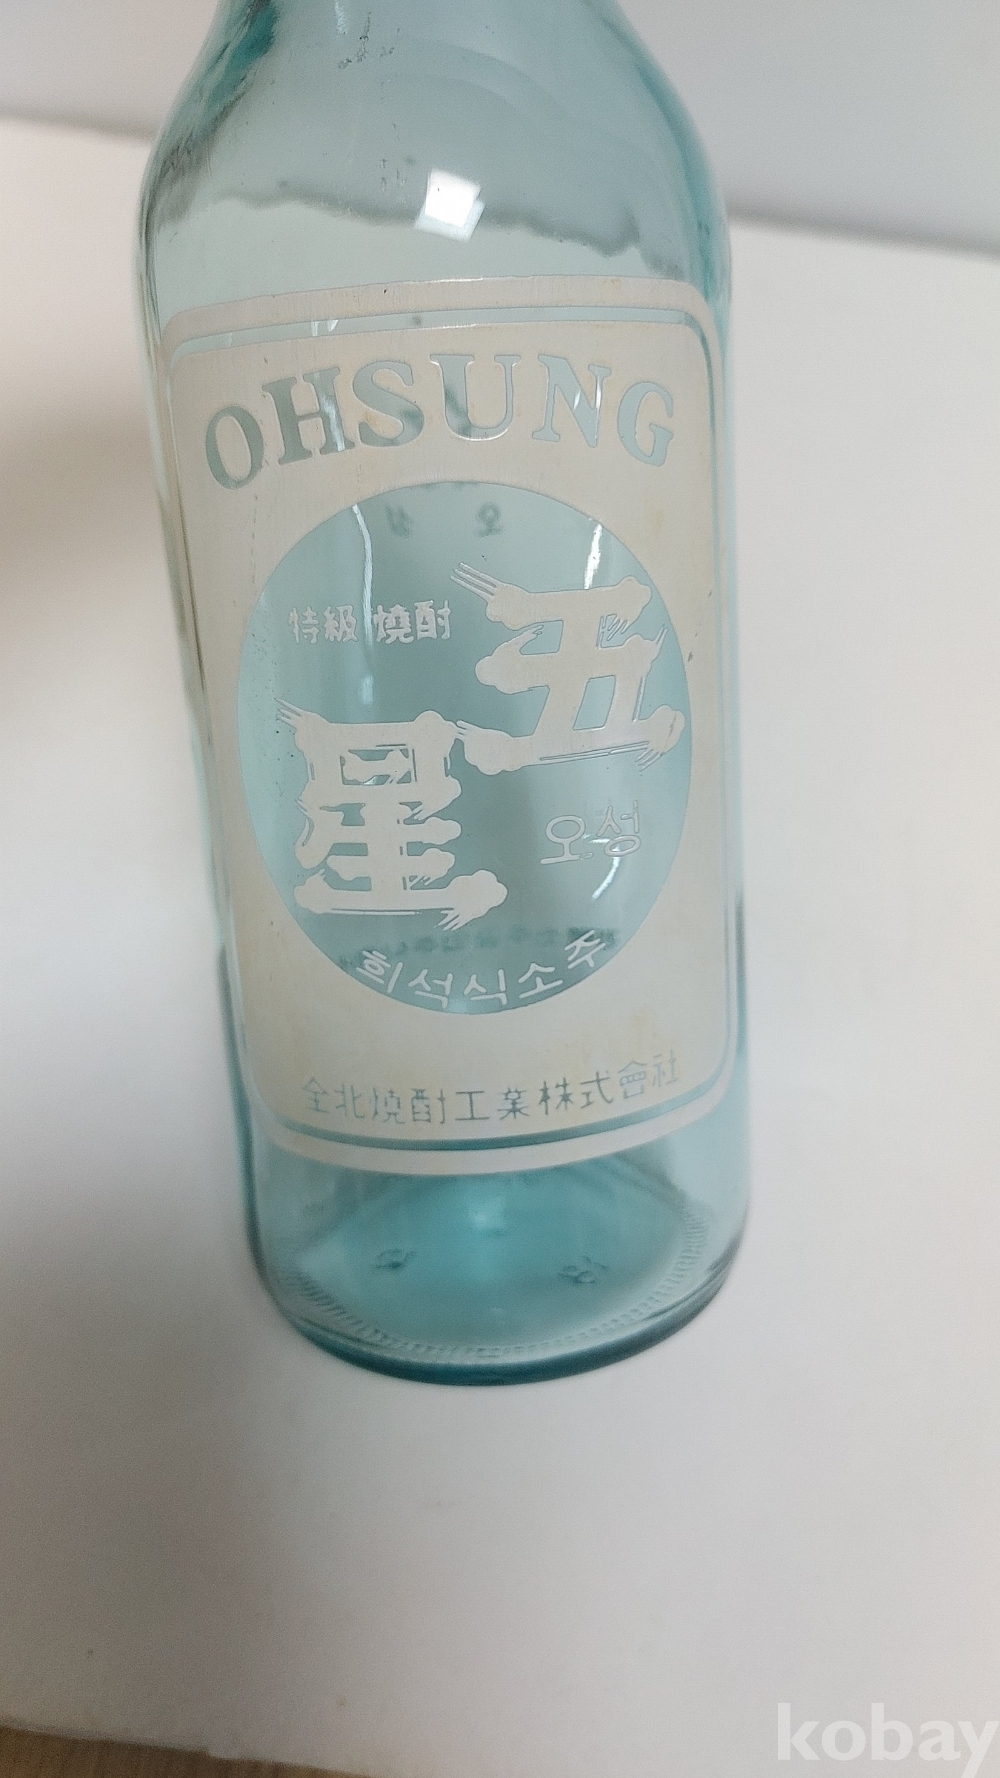 OHSUNG
特級 燒酎
五星
오성
희석식소주
全北燒酎工業株式會社
kobay